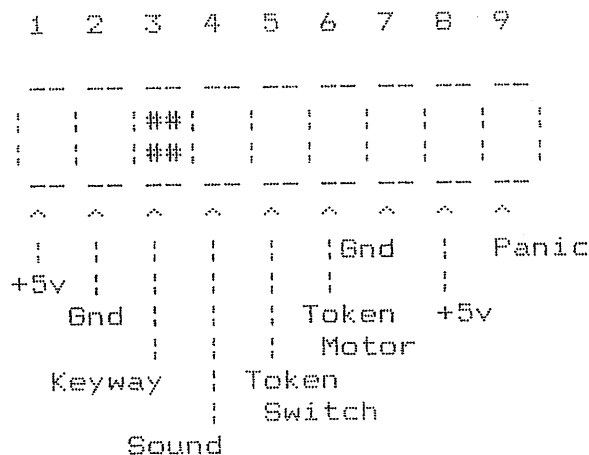 1 2 3 4 5 6 7 8 9
-- -- -- -- -- -- -- -- --
¦ ¦ ¦##¦ ¦ ¦ ¦ ¦ ¦ ¦
¦ ¦ ¦##¦ ¦ ¦ ¦ ¦ ¦ ¦
-- -- -- -- -- -- -- -- --
^ ^ ^ ^ ^ ^ ^ ^ ^
¦ ¦ ¦ ¦ ¦ ¦Gnd ¦ Panic
+5v ¦ ¦ ¦ ¦ ¦ ¦
Gnd ¦ ¦ ¦ Token +5v
¦ ¦ ¦ Motor
Keyway ¦ Token
¦ Switch
Sound